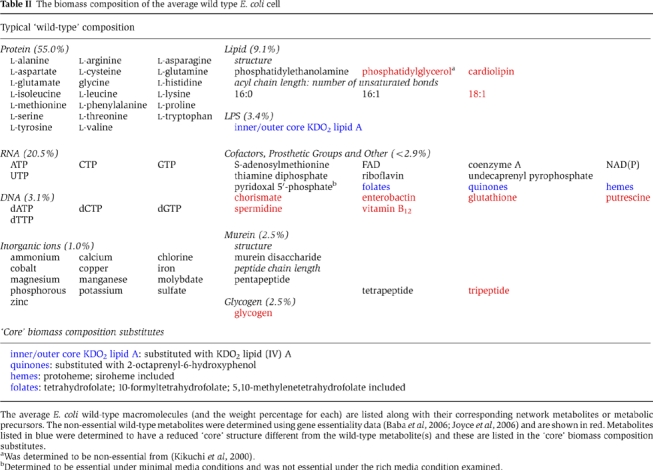 Table II The biomass composition of the average wild type E. coli cell
Typical 'wild-type' composition
Protein (55.0%)
L-alanine L-arginine L-asparagine
L-aspartate L-cysteine L-glutamine
L-glutamate glycine L-histidine
L-isoleucine L-leucine L-lysine
L-methionine L-phenylalanine L-proline
L-serine L-threonine L-tryptophan
L-tyrosine L-valine
Lipid (9.1%)
structure
phosphatidylethanolamine phosphatidylglycerolᵃ cardiolipin
acyl chain length: number of unsaturated bonds
16:0 16:1 18:1
LPS (3.4%)
inner/outer core KDO₂ lipid A
RNA (20.5%)
ATP CTP GTP
UTP
DNA (3.1%)
dATP dCTP dGTP
dTTP
Cofactors, Prosthetic Groups and Other (<2.9%)
S-adenosylmethionine FAD coenzyme A NAD(P)
thiamine diphosphate riboflavin undecaprenyl pyrophosphate
pyridoxal 5′-phosphateᵇ folates quinones hemes
chorismate enterobactin glutathione putrescine
spermidine vitamin B₁₂
Inorganic ions (1.0%)
ammonium calcium chlorine
cobalt copper iron
magnesium manganese molybdate
phosphorous potassium sulfate
zinc
Murein (2.5%)
structure
murein disaccharide
peptide chain length
pentapeptide
tetrapeptide tripeptide
Glycogen (2.5%)
glycogen
'Core' biomass composition substitutes
inner/outer core KDO₂ lipid A: substituted with KDO₂ lipid (IV) A
quinones: substituted with 2-octaprenyl-6-hydroxyphenol
hemes: protoheme; siroheme included
folates: tetrahydrofolate; 10-formyltetrahydrofolate; 5,10-methylenetetrahydrofolate included
The average E. coli wild-type macromolecules (and the weight percentage for each) are listed along with their corresponding network metabolites or metabolic
precursors. The non-essential wild-type metabolites were determined using gene essentiality data (Baba et al, 2006; Joyce et al, 2006) and are shown in red. Metabolites
listed in blue were determined to have a reduced 'core' structure different from the wild-type metabolite(s) and these are listed in the 'core' biomass composition
substitutes.
ᵃWas determined to be non-essential from (Kikuchi et al, 2000).
ᵇDetermined to be essential under minimal media conditions and was not essential under the rich media condition examined.